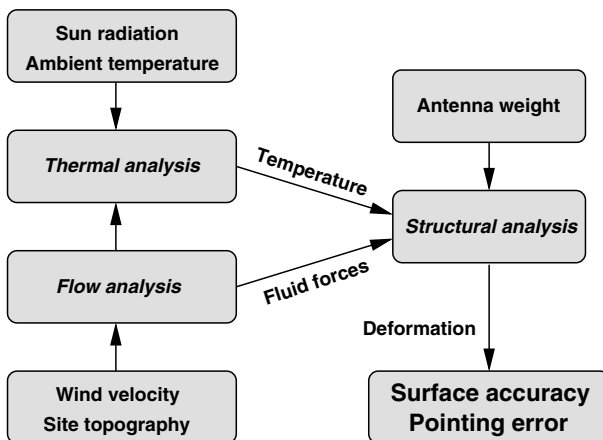 Sun radiation
Ambient temperature
Antenna weight
Thermal analysis
Temperature
Structural analysis
Flow analysis
Fluid forces
Deformation
Wind velocity
Site topography
Surface accuracy
Pointing error